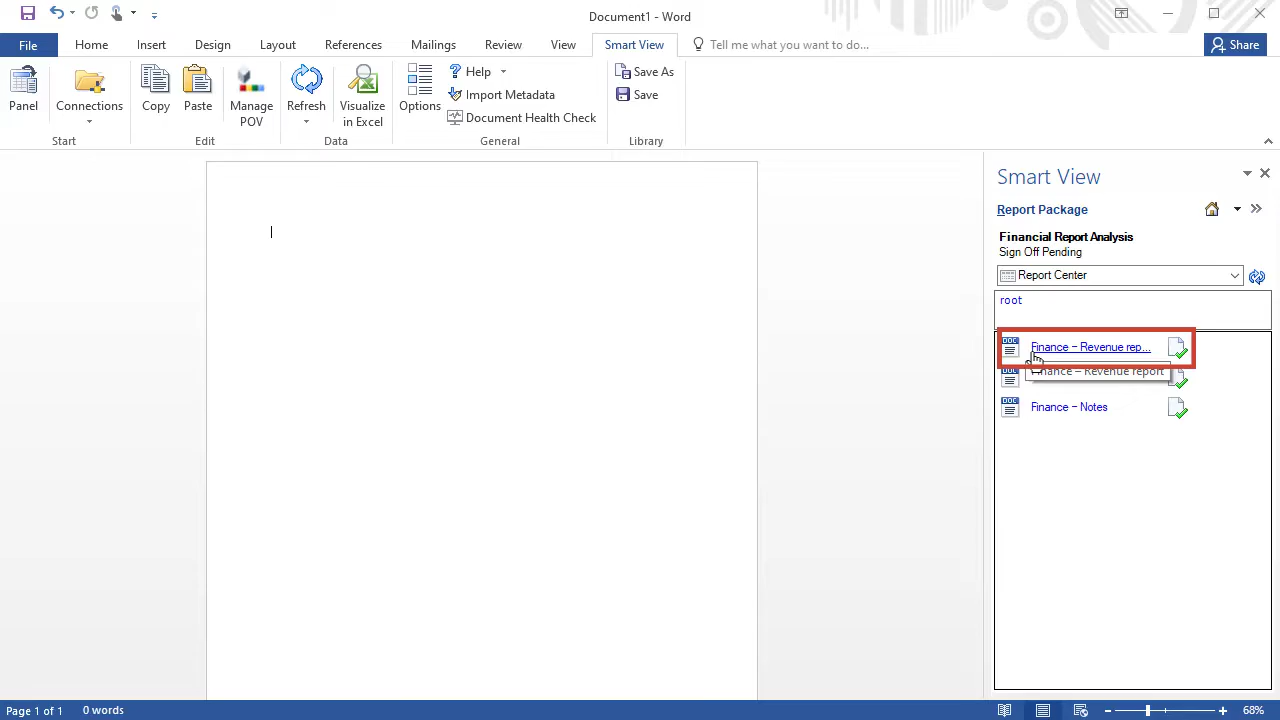 Document1 - Word
File Home Insert Design Layout References Mailings Review View Smart View Tell me what you want to do... Share
Panel
Connections
Copy
Paste
Manage
POV
Refresh
Visualize
in Excel
Options
Help
Import Metadata
Document Health Check
Save As
Save
Start Edit Data General Library
Smart View
Report Package
Financial Report Analysis
Sign Off Pending
Report Center
root
DOC Finance – Revenue rep...
Finance – Revenue report
DOC
DOC Finance – Notes
Page 1 of 1 0 words 68%